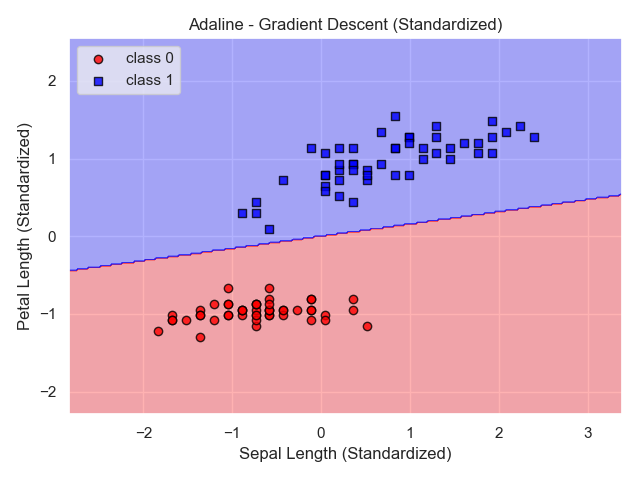 Adaline - Gradient Descent (Standardized)
class 0
class 1
Petal Length (Standardized)
2
1
0
−1
−2
−2 −1 0 1 2 3
Sepal Length (Standardized)